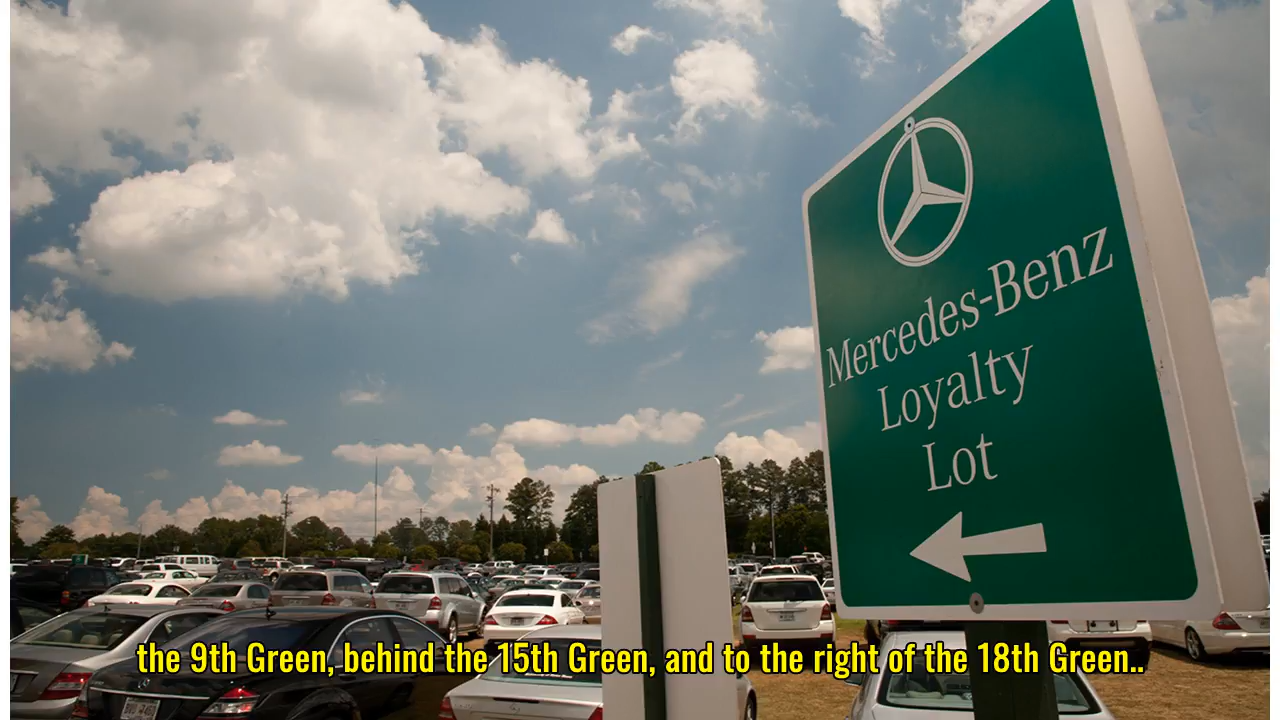 Mercedes-Benz
Loyalty
Lot
the 9th Green, behind the 15th Green, and to the right of the 18th Green..